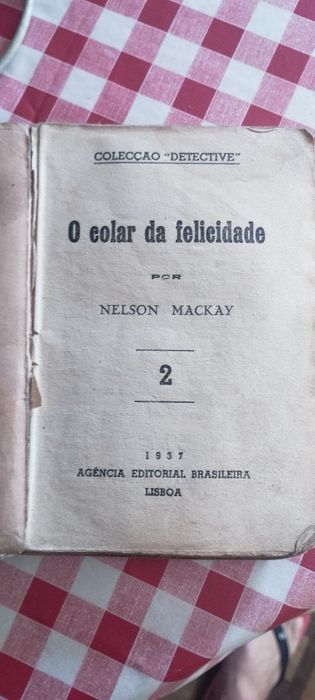 COLECÇAO "DETECTIVE"
O colar da felicidade
POR
NELSON MACKAY
2
1937
AGÊNCIA EDITORIAL BRASILEIRA
LISBOA